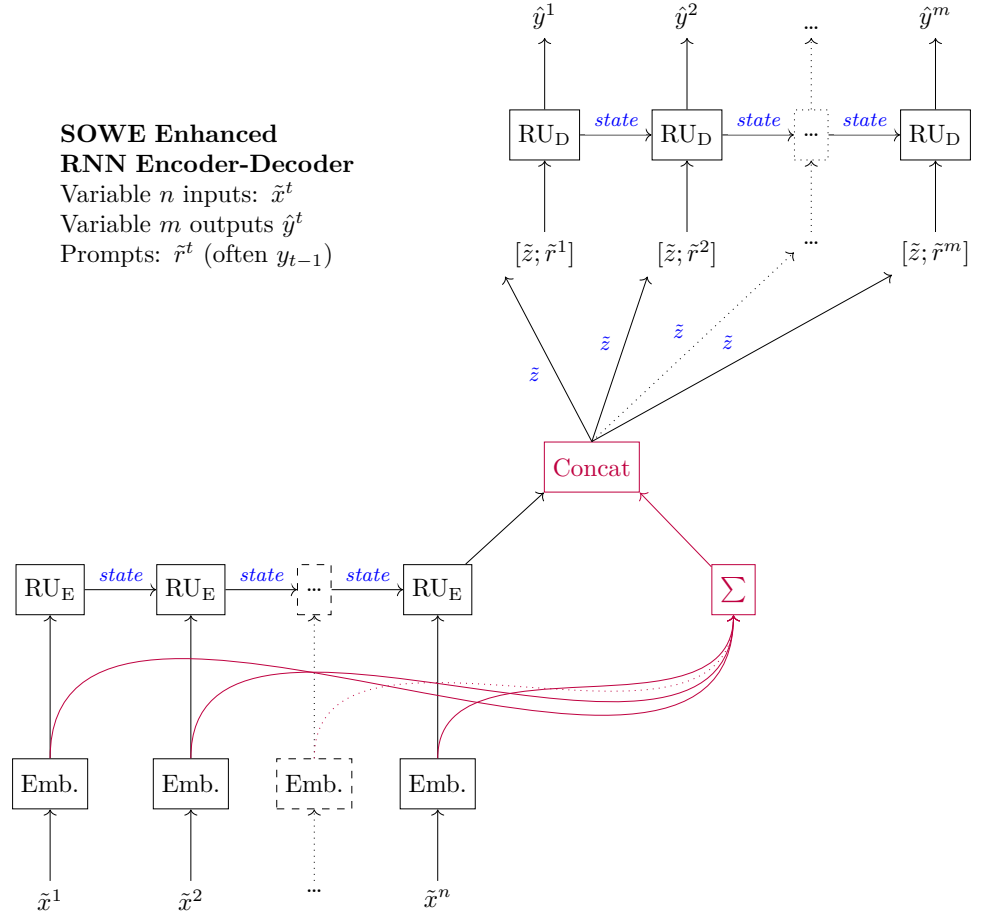 ŷ¹ ŷ² ... ŷᵐ
SOWE Enhanced
RNN Encoder-Decoder
Variable n inputs: x̃ᵗ
Variable m outputs ŷᵗ
Prompts: r̃ᵗ (often yₜ₋₁)
RU_D state RU_D state ... state RU_D
[z̃; r̃¹] [z̃; r̃²] ... [z̃; r̃ᵐ]
z̃ z̃ z̃ z̃
Concat
RU_E state RU_E state ... state RU_E ∑
Emb. Emb. Emb. Emb.
x̃¹ x̃² ... x̃ⁿ